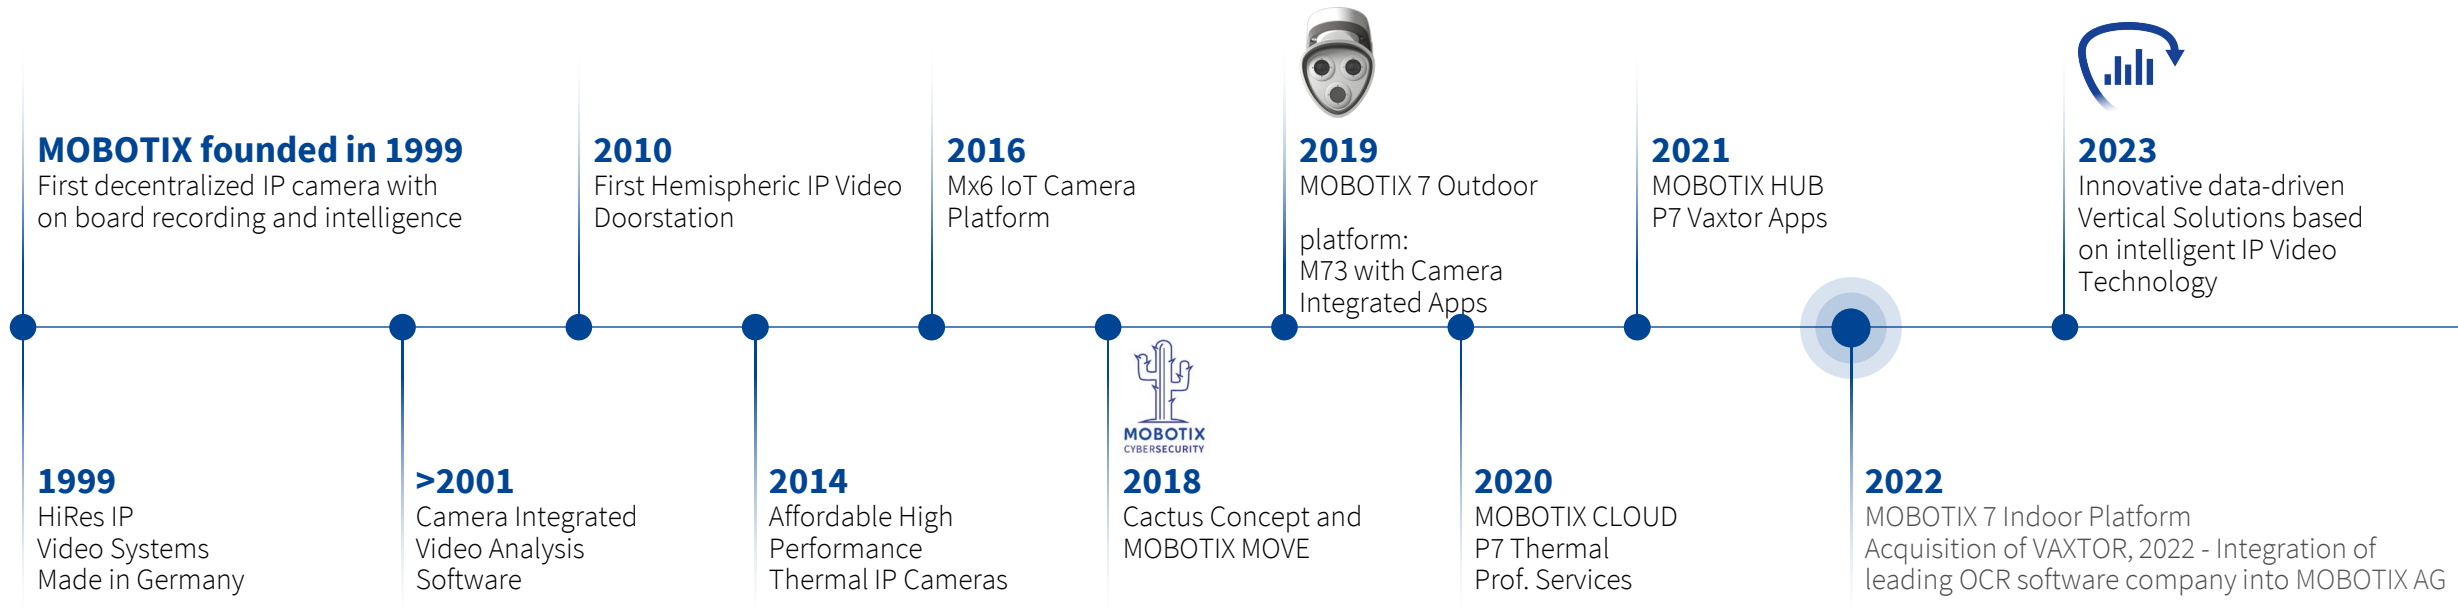 MOBOTIX founded in 1999
First decentralized IP camera with
on board recording and intelligence
1999
HiRes IP
Video Systems
Made in Germany
>2001
Camera Integrated
Video Analysis
Software
2010
First Hemispheric IP Video
Doorstation
2014
Affordable High
Performance
Thermal IP Cameras
2016
Mx6 IoT Camera
Platform
MOBOTIX
CYBERSECURITY
2018
Cactus Concept and
MOBOTIX MOVE
2019
MOBOTIX 7 Outdoor
platform:
M73 with Camera
Integrated Apps
2020
MOBOTIX CLOUD
P7 Thermal
Prof. Services
2021
MOBOTIX HUB
P7 Vaxtor Apps
2022
MOBOTIX 7 Indoor Platform
Acquisition of VAXTOR, 2022 - Integration of
leading OCR software company into MOBOTIX AG
2023
Innovative data-driven
Vertical Solutions based
on intelligent IP Video
Technology